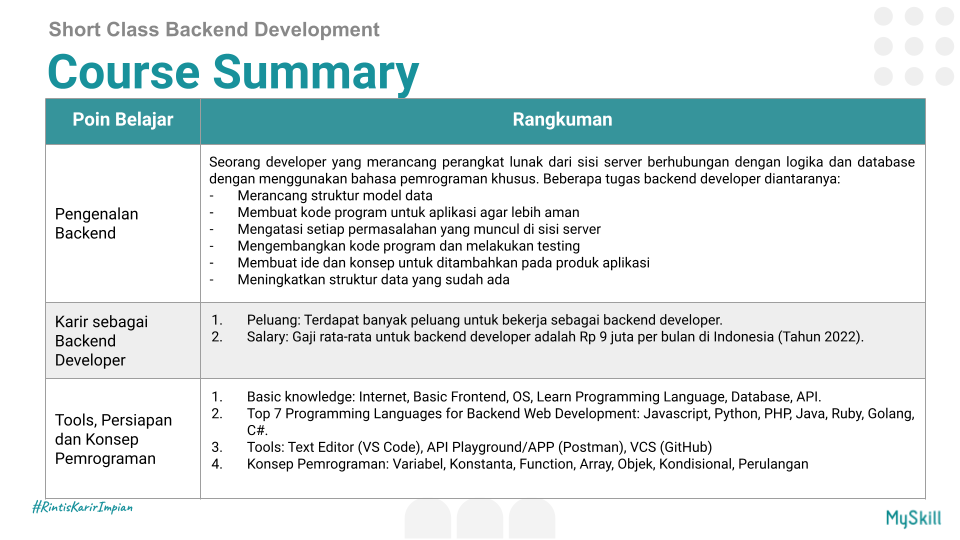 Short Class Backend Development
Course Summary
Poin Belajar
Rangkuman
Pengenalan
Backend
Seorang developer yang merancang perangkat lunak dari sisi server berhubungan dengan logika dan database
dengan menggunakan bahasa pemrograman khusus. Beberapa tugas backend developer diantaranya:
- Merancang struktur model data
- Membuat kode program untuk aplikasi agar lebih aman
- Mengatasi setiap permasalahan yang muncul di sisi server
- Mengembangkan kode program dan melakukan testing
- Membuat ide dan konsep untuk ditambahkan pada produk aplikasi
- Meningkatkan struktur data yang sudah ada
Karir sebagai
Backend
Developer
1. Peluang: Terdapat banyak peluang untuk bekerja sebagai backend developer.
2. Salary: Gaji rata-rata untuk backend developer adalah Rp 9 juta per bulan di Indonesia (Tahun 2022).
Tools, Persiapan
dan Konsep
Pemrograman
1. Basic knowledge: Internet, Basic Frontend, OS, Learn Programming Language, Database, API.
2. Top 7 Programming Languages for Backend Web Development: Javascript, Python, PHP, Java, Ruby, Golang,
C#.
3. Tools: Text Editor (VS Code), API Playground/APP (Postman), VCS (GitHub)
4. Konsep Pemrograman: Variabel, Konstanta, Function, Array, Objek, Kondisional, Perulangan
#RintisKarirImpian
MySkill